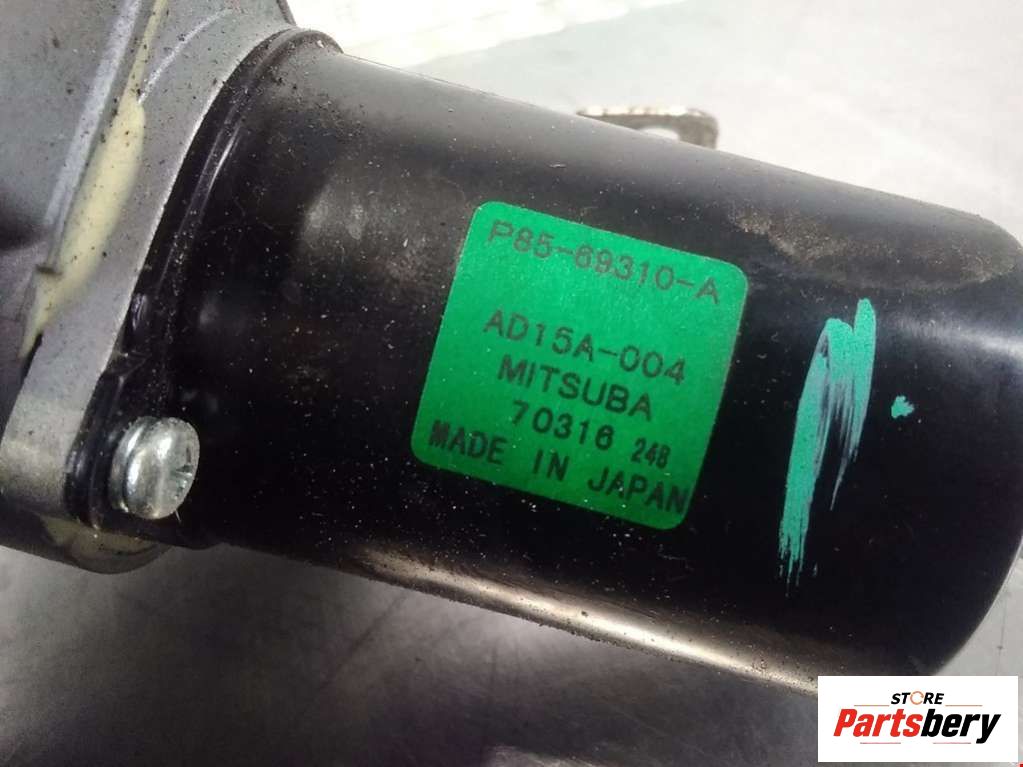 P85-69310-A
AD15A-004
MITSUBA
70316 248
MADE IN JAPAN
STORE
Partsbery